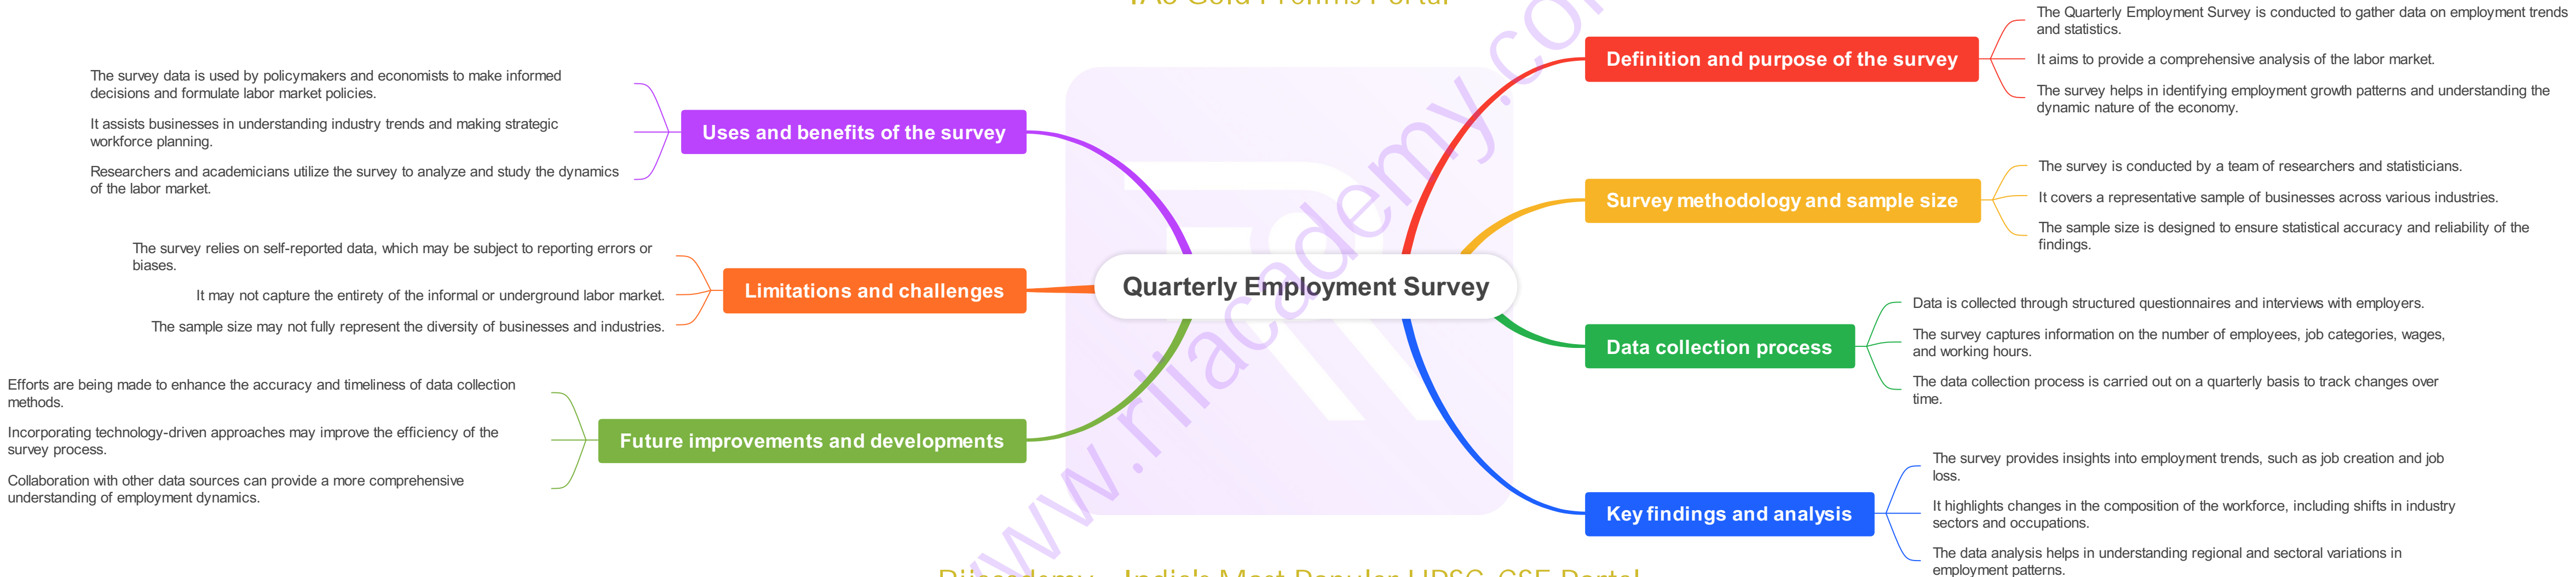 IAS Gold Prelims Portal
Quarterly Employment Survey
Definition and purpose of the survey
The Quarterly Employment Survey is conducted to gather data on employment trends
and statistics.
It aims to provide a comprehensive analysis of the labor market.
The survey helps in identifying employment growth patterns and understanding the
dynamic nature of the economy.
Survey methodology and sample size
The survey is conducted by a team of researchers and statisticians.
It covers a representative sample of businesses across various industries.
The sample size is designed to ensure statistical accuracy and reliability of the
findings.
Data collection process
Data is collected through structured questionnaires and interviews with employers.
The survey captures information on the number of employees, job categories, wages,
and working hours.
The data collection process is carried out on a quarterly basis to track changes over
time.
Key findings and analysis
The survey provides insights into employment trends, such as job creation and job
loss.
It highlights changes in the composition of the workforce, including shifts in industry
sectors and occupations.
The data analysis helps in understanding regional and sectoral variations in
employment patterns.
Uses and benefits of the survey
The survey data is used by policymakers and economists to make informed
decisions and formulate labor market policies.
It assists businesses in understanding industry trends and making strategic
workforce planning.
Researchers and academicians utilize the survey to analyze and study the dynamics
of the labor market.
Limitations and challenges
The survey relies on self-reported data, which may be subject to reporting errors or
biases.
It may not capture the entirety of the informal or underground labor market.
The sample size may not fully represent the diversity of businesses and industries.
Future improvements and developments
Efforts are being made to enhance the accuracy and timeliness of data collection
methods.
Incorporating technology-driven approaches may improve the efficiency of the
survey process.
Collaboration with other data sources can provide a more comprehensive
understanding of employment dynamics.
www.riiacademy.co
India's Most Popular UPSC-CSE Portal